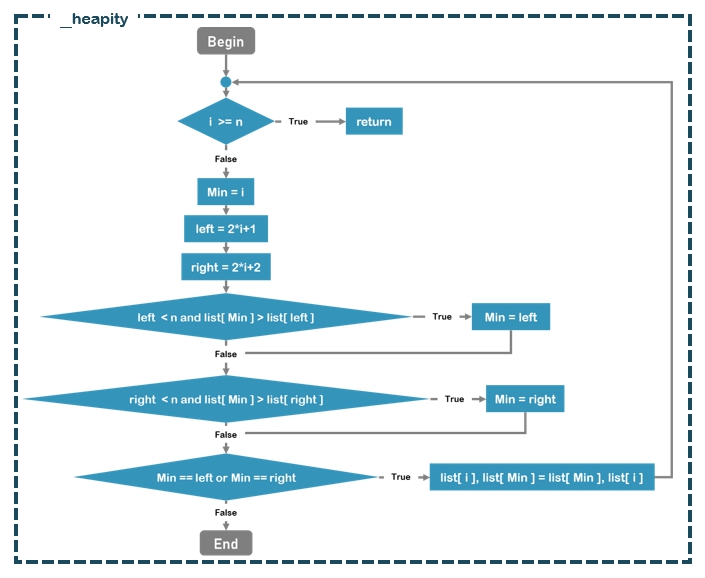 __heapity
Begin
i >= n
True
return
False
Min = i
left = 2*i+1
right = 2*i+2
left < n and list[ Min ] > list[ left ]
True
Min = left
False
right < n and list[ Min ] > list[ right ]
True
Min = right
False
Min == left or Min == right
True
list[ i ], list[ Min ] = list[ Min ], list[ i ]
False
End